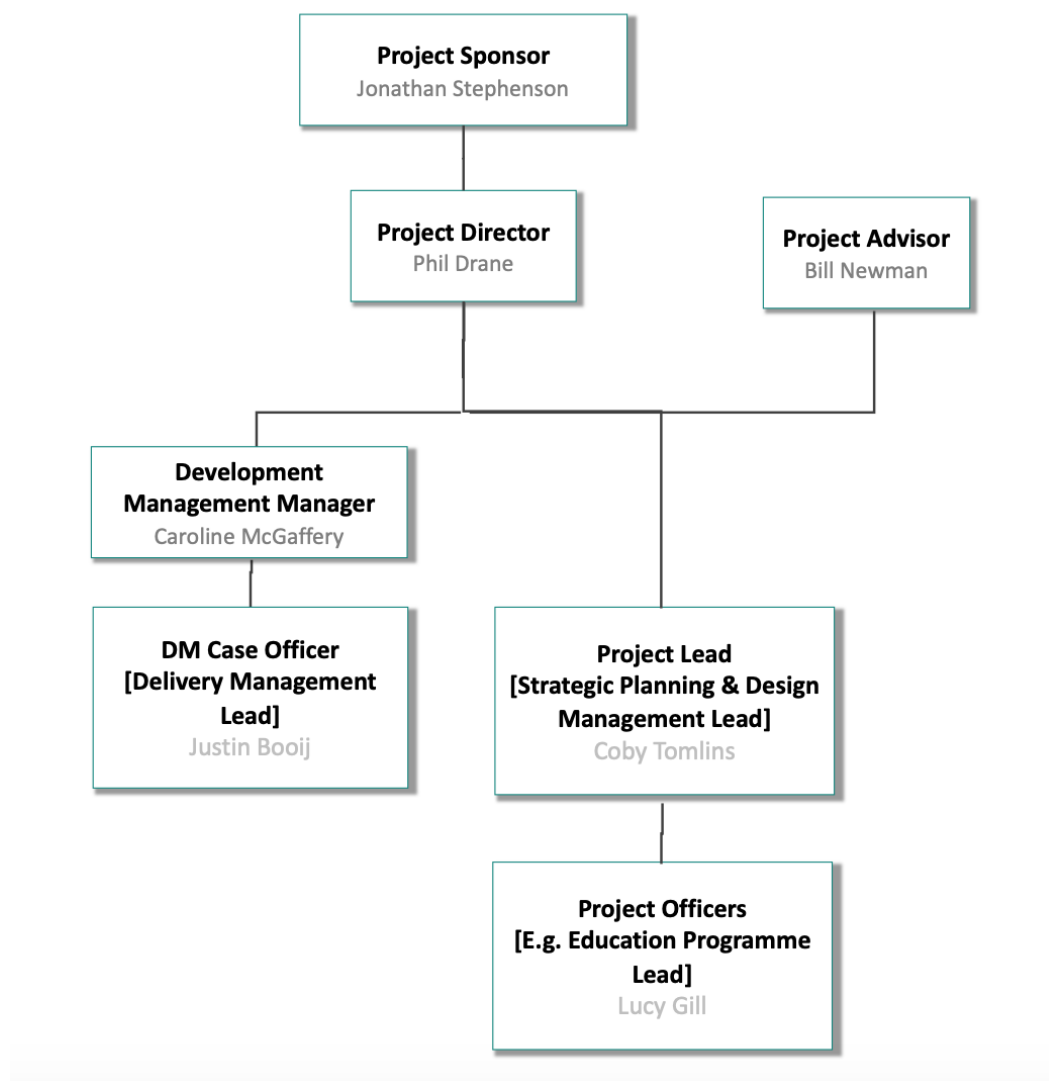 Project Sponsor
Jonathan Stephenson
Project Director
Phil Drane
Project Advisor
Bill Newman
Development
Management Manager
Caroline McGaffery
DM Case Officer
[Delivery Management
Lead]
Justin Booij
Project Lead
[Strategic Planning & Design
Management Lead]
Coby Tomlins
Project Officers
[E.g. Education Programme
Lead]
Lucy Gill